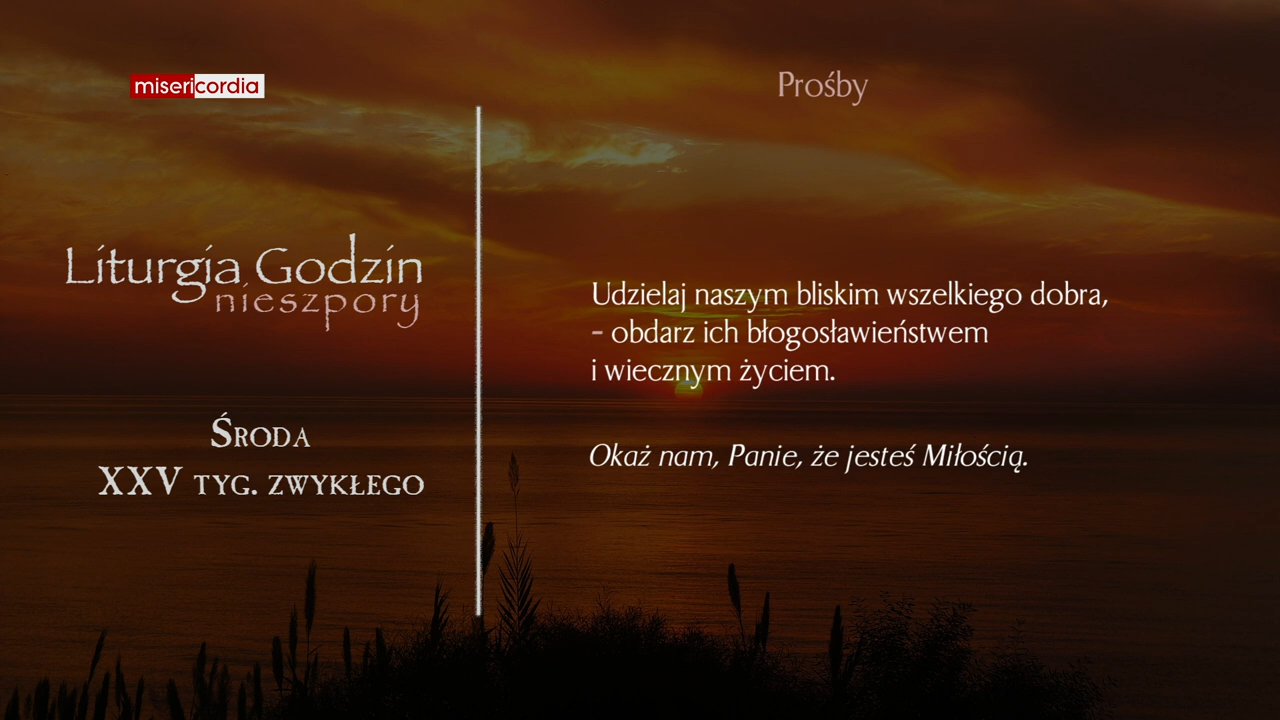 misericordia
Liturgia Godzin
nieszpory
Środa
XXV tyg. zwykłego
Prośby
Udzielaj naszym bliskim wszelkiego dobra,
- obdarz ich błogosławieństwem
i wiecznym życiem.
Okaż nam, Panie, że jesteś Miłością.